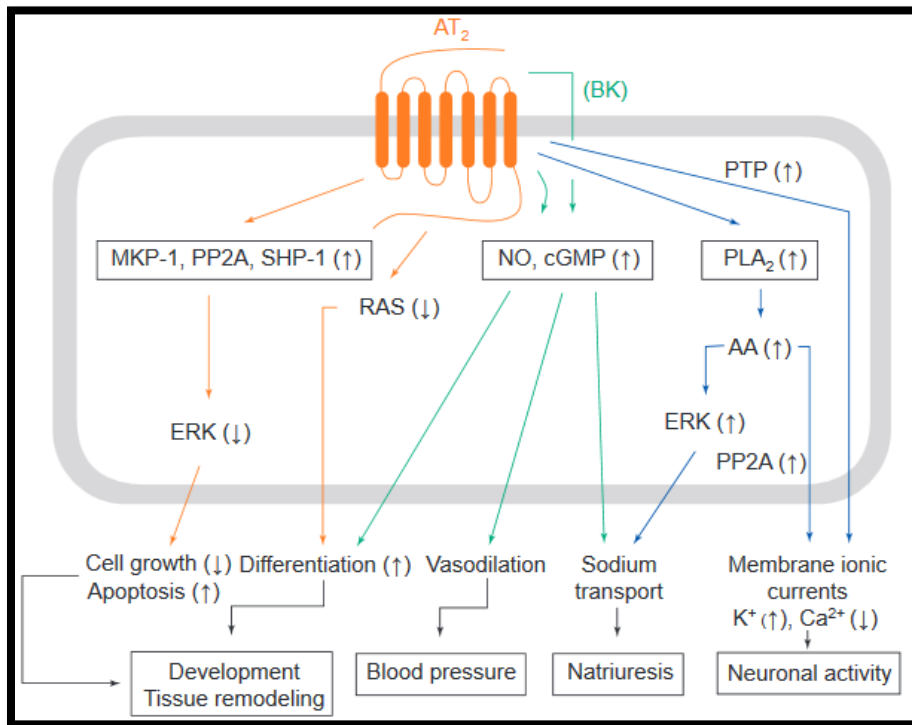 AT₂
(BK)
PTP (↑)
MKP-1, PP2A, SHP-1 (↑)
NO, cGMP (↑)
PLA₂ (↑)
RAS (↓)
AA (↑)
ERK (↓)
ERK (↑)
PP2A (↑)
Cell growth (↓)
Apoptosis (↑)
Differentiation (↑)
Vasodilation
Sodium
transport
Membrane ionic
currents
K⁺ (↑), Ca²⁺ (↓)
Development
Tissue remodeling
Blood pressure
Natriuresis
Neuronal activity